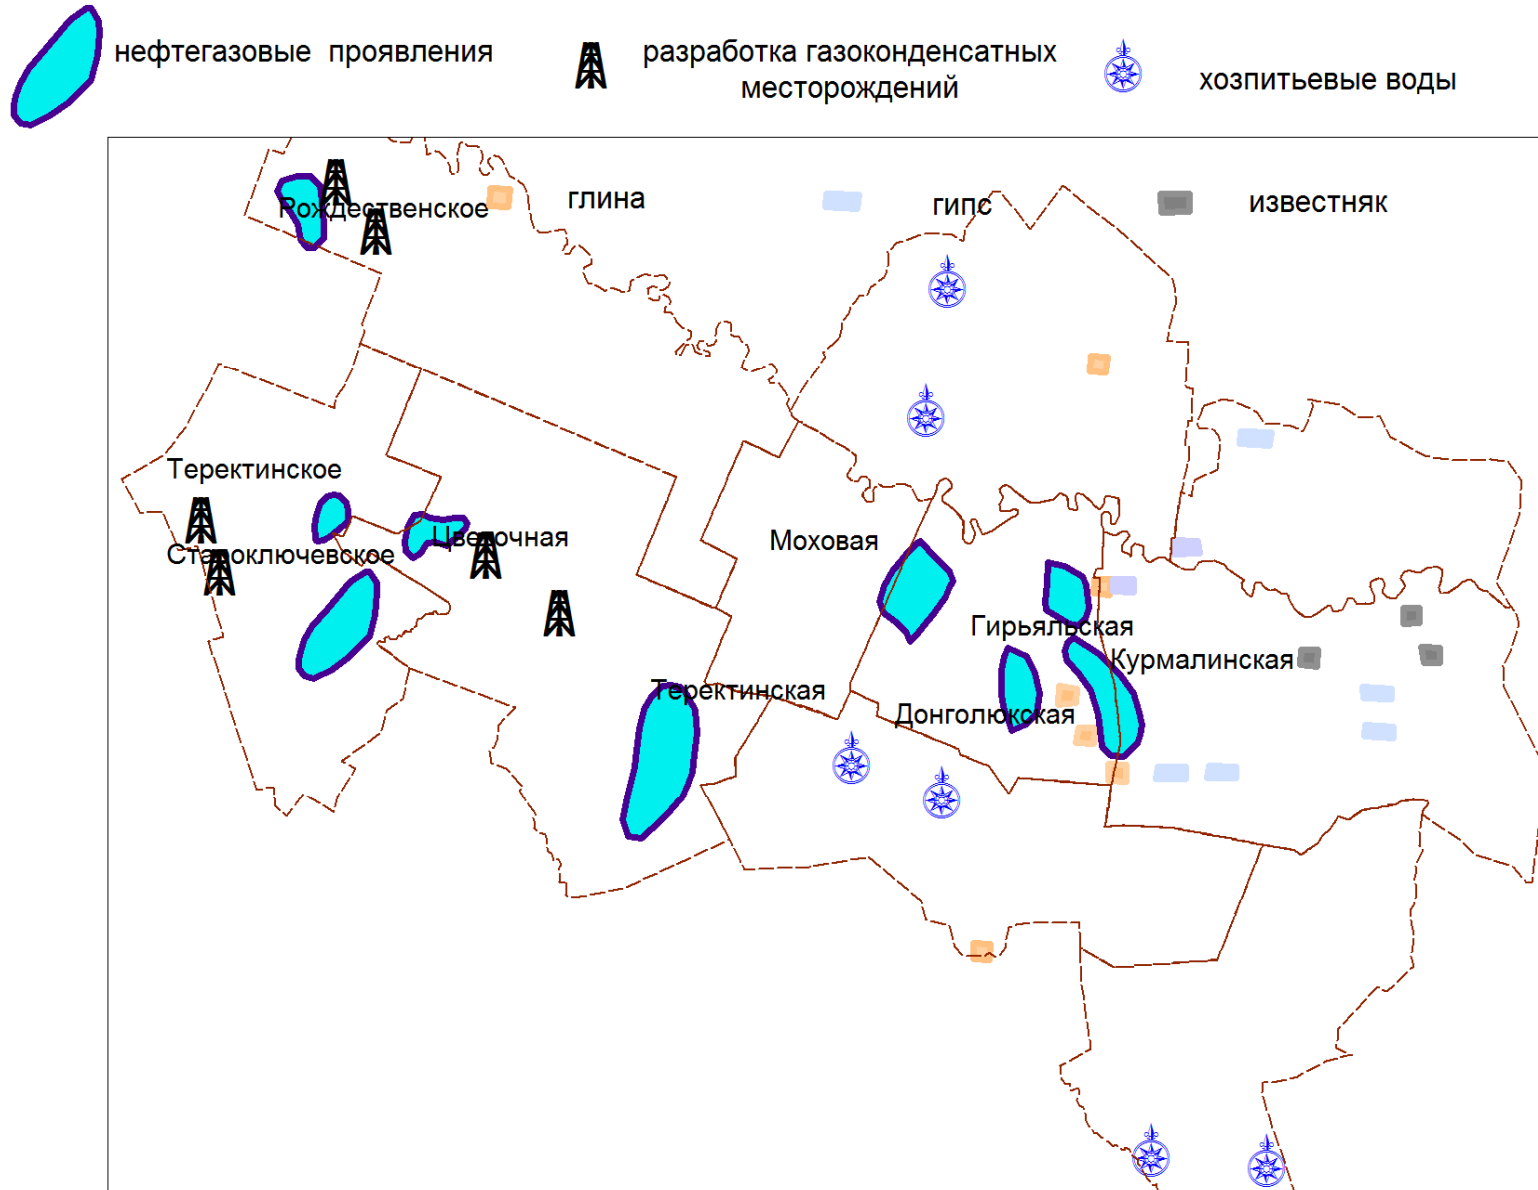 нефтегазовые проявления
разработка газоконденсатных
месторождений
хозпитьевые воды
глина
гипс
известняк
Рождественское
Теректинское
Староключевское
Цветочная
Моховая
Гирьяльская
Курмалинская
Теректинская
Донголюкская